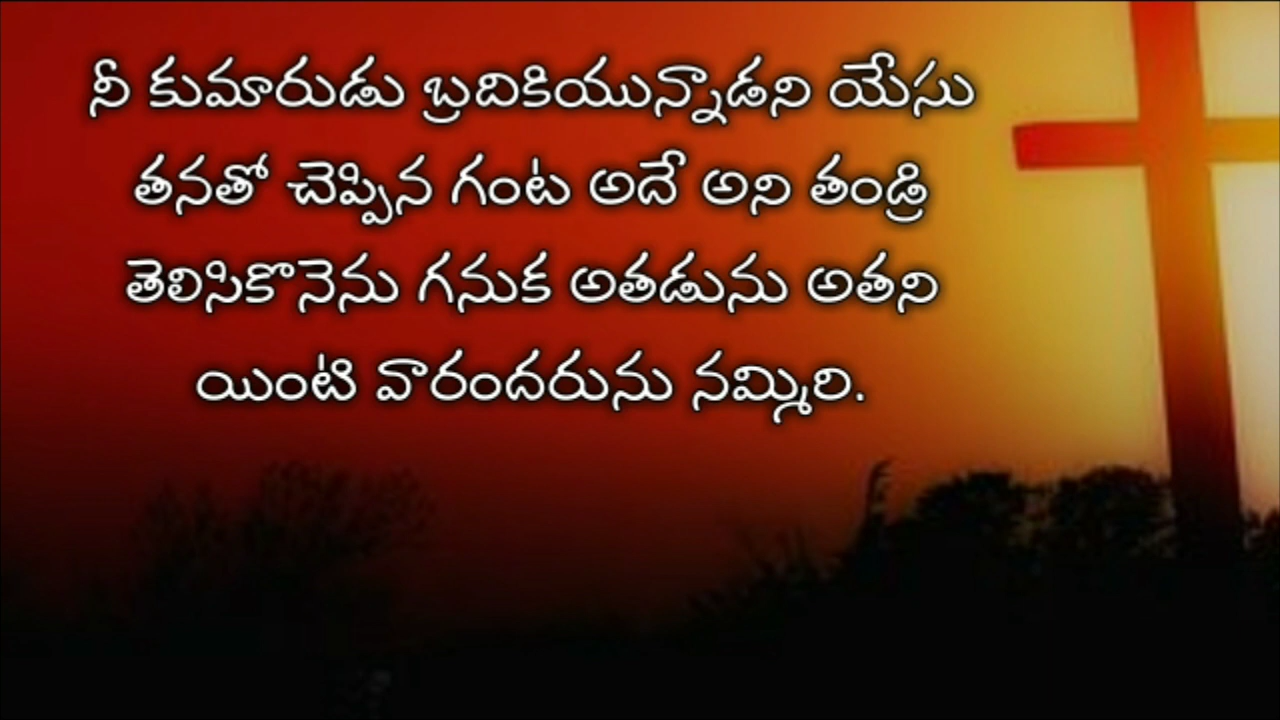 నీ కుమారుడు బ్రదికియున్నాడని యేసు
తనతో చెప్పిన గంట అదే అని తండ్రి
తెలిసికొనెను గనుక అతడును అతని
యింటి వారందరును నమ్మిరి.